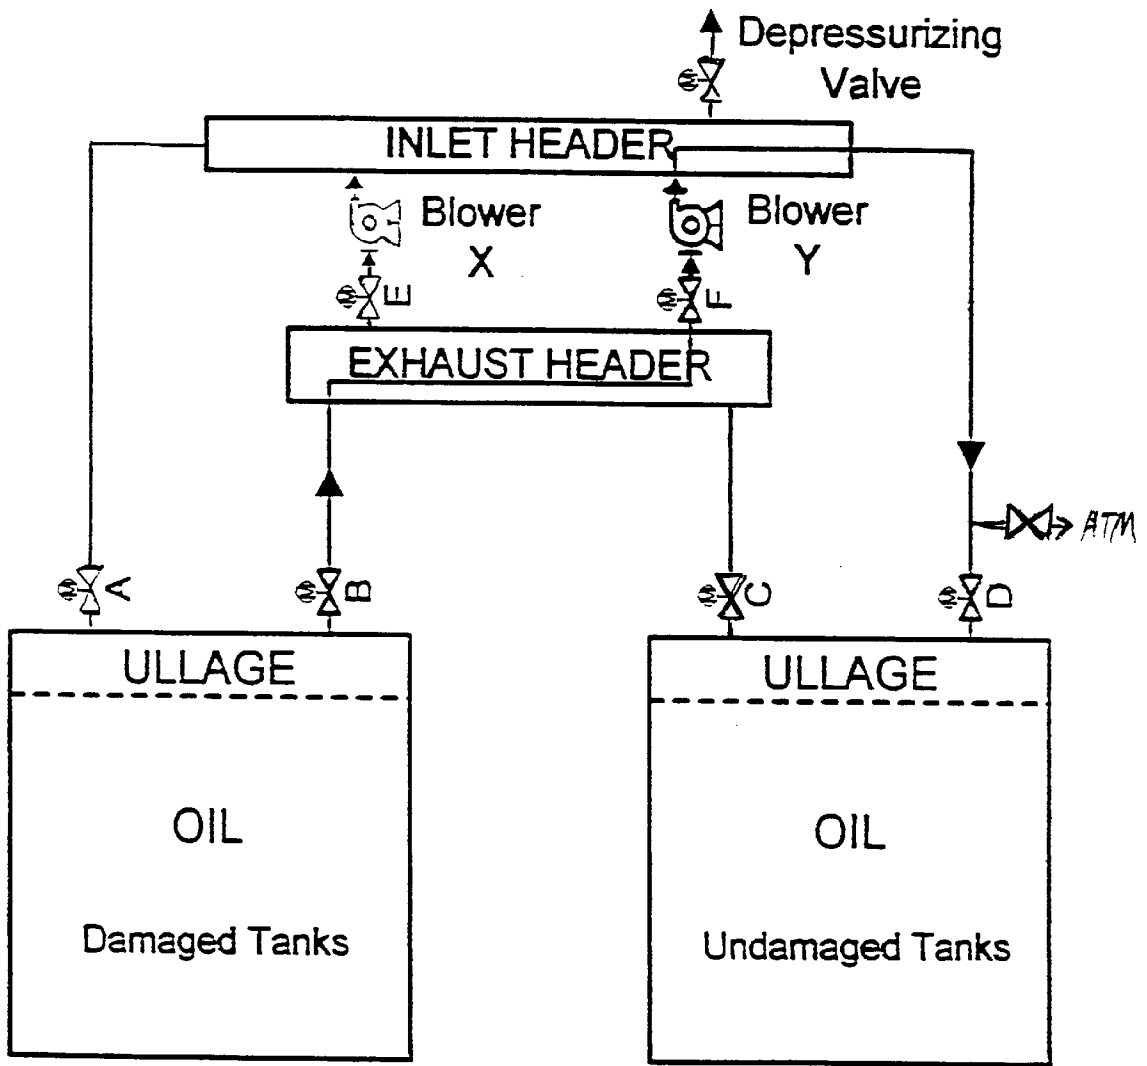 Depressurizing
Valve
M
INLET HEADER
Blower
X
Blower
Y
M
E
M
F
EXHAUST HEADER
ATM
M
A
M
B
M
C
M
D
ULLAGE
ULLAGE
OIL
OIL
Damaged Tanks
Undamaged Tanks